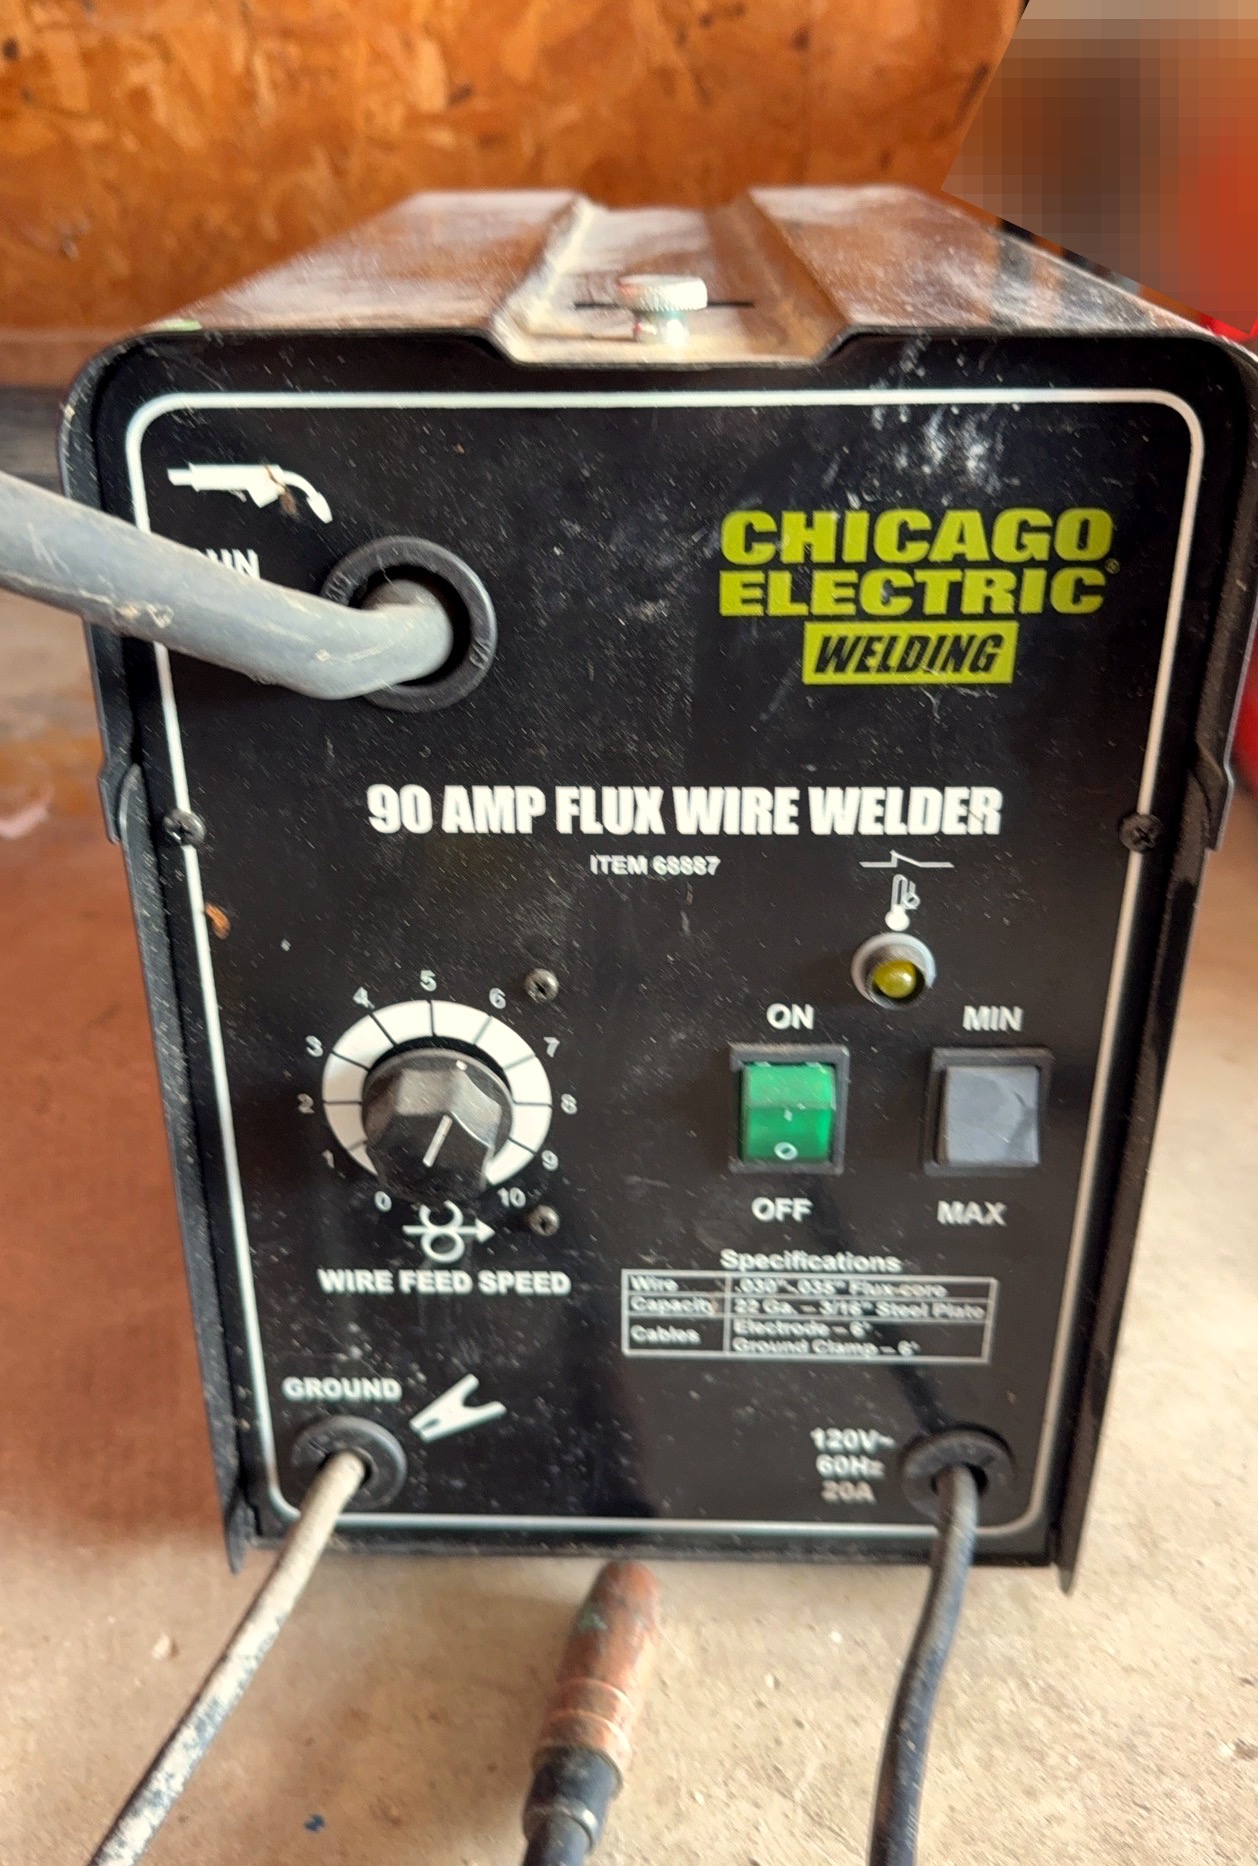 CHICAGO
ELECTRIC®
WELDING
90 AMP FLUX WIRE WELDER
ITEM 68887
0 1 2 3 4 5 6 7 8 9 10
WIRE FEED SPEED
ON
OFF
MIN
MAX
Specifications
Wire .030"-.035" Flux-core
Capacity 22 Ga. - 3/16" Steel Plate
Cables Electrode - 6'
Ground Clamp - 6'
GROUND
120V~
60Hz
20A